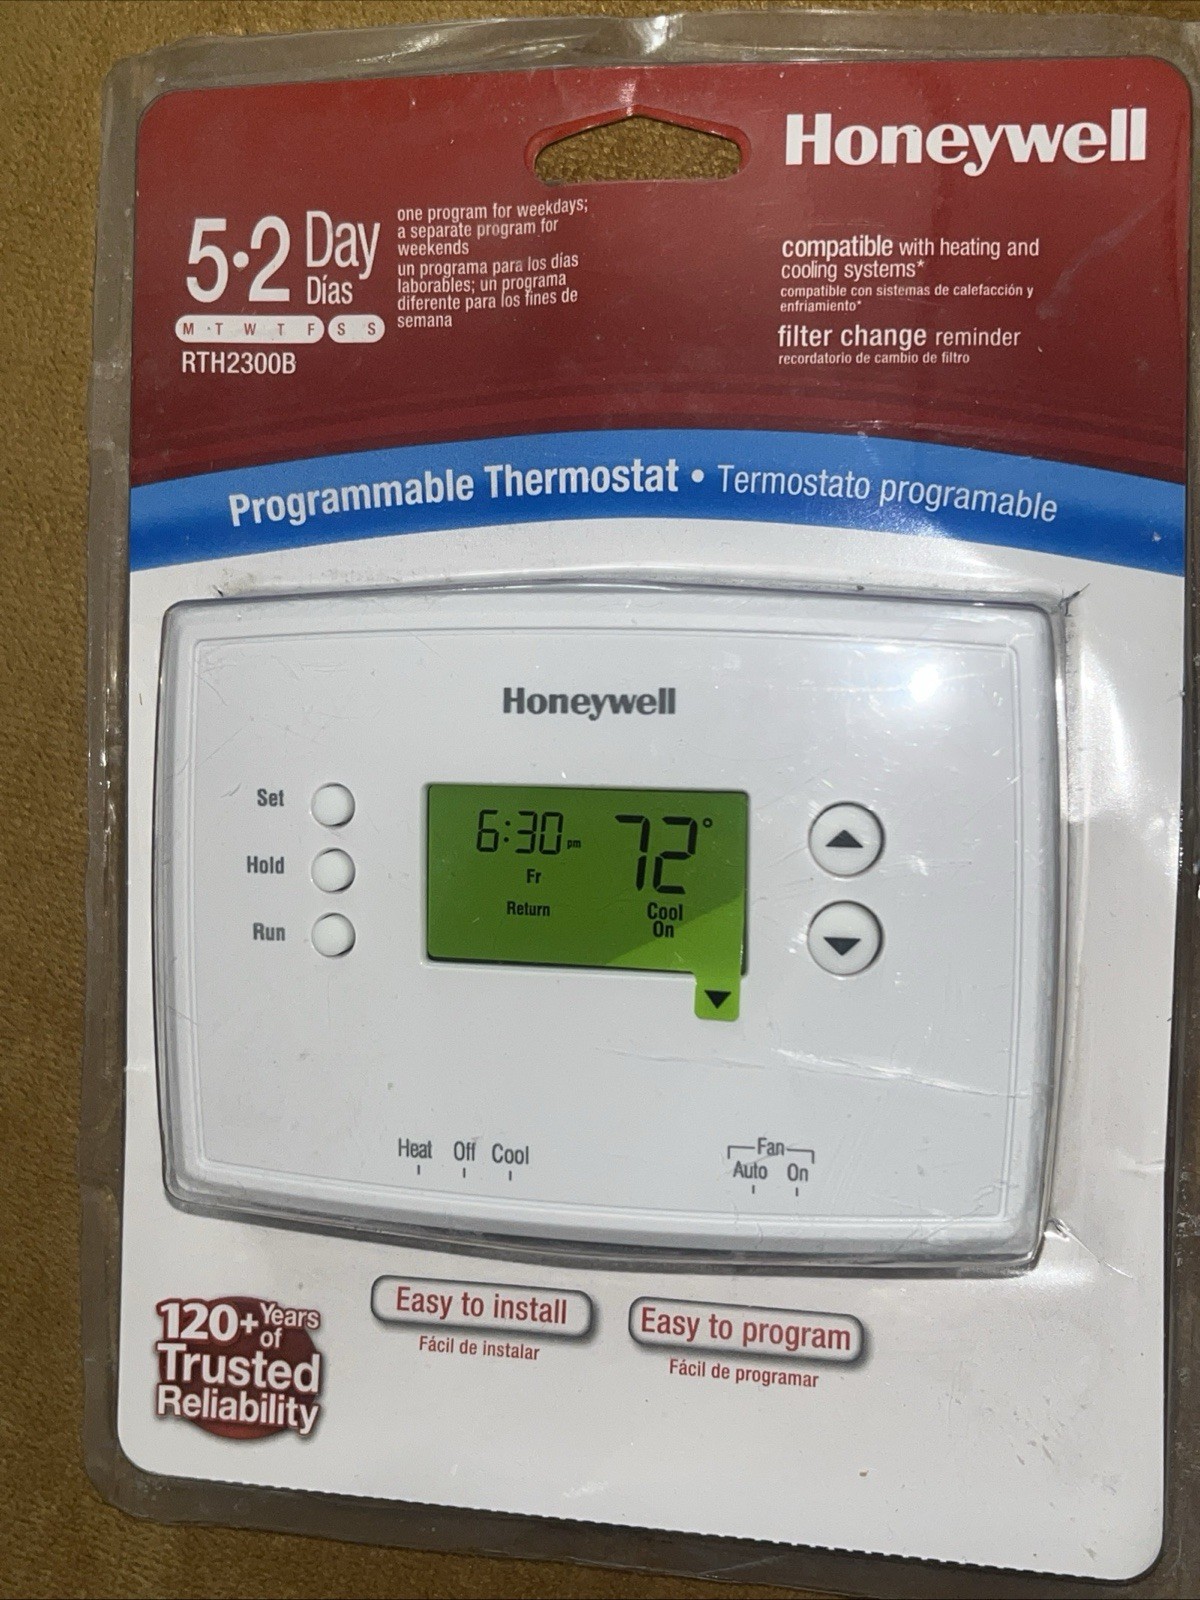 Honeywell
5•2 Day
Días
M • T W T F S S
RTH2300B
one program for weekdays;
a separate program for
weekends
un programa para los días
laborables; un programa
diferente para los fines de
semana
compatible with heating and
cooling systems*
compatible con sistemas de calefacción y
enfriamiento*
filter change reminder
recordatorio de cambio de filtro
Programmable Thermostat • Termostato programable
Honeywell
Set
Hold
Run
6:30 pm
Fr
Return
72°
Cool
On
Heat Off Cool
Fan
Auto On
120+ Years
of
Trusted
Reliability
Easy to install
Fácil de instalar
Easy to program
Fácil de programar